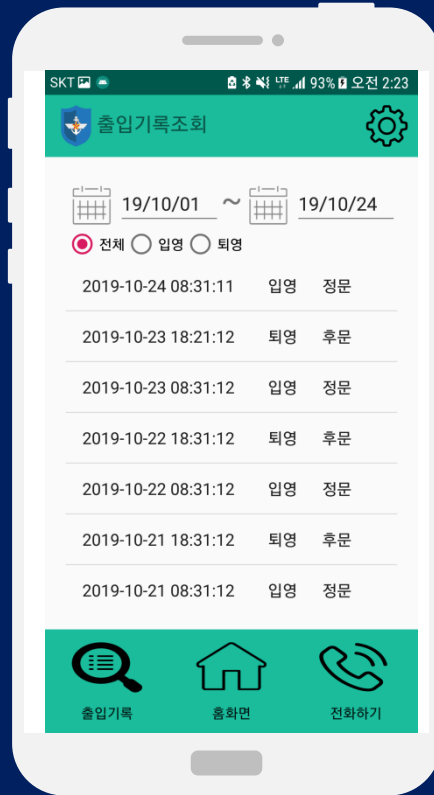 SKT LTE 93% 오전 2:23
출입기록조회
19/10/01 ~ 19/10/24
전체 입영 퇴영
2019-10-24 08:31:11 입영 정문
2019-10-23 18:21:12 퇴영 후문
2019-10-23 08:31:12 입영 정문
2019-10-22 18:31:12 퇴영 후문
2019-10-22 08:31:12 입영 정문
2019-10-21 18:31:12 퇴영 후문
2019-10-21 08:31:12 입영 정문
출입기록 홈화면 전화하기